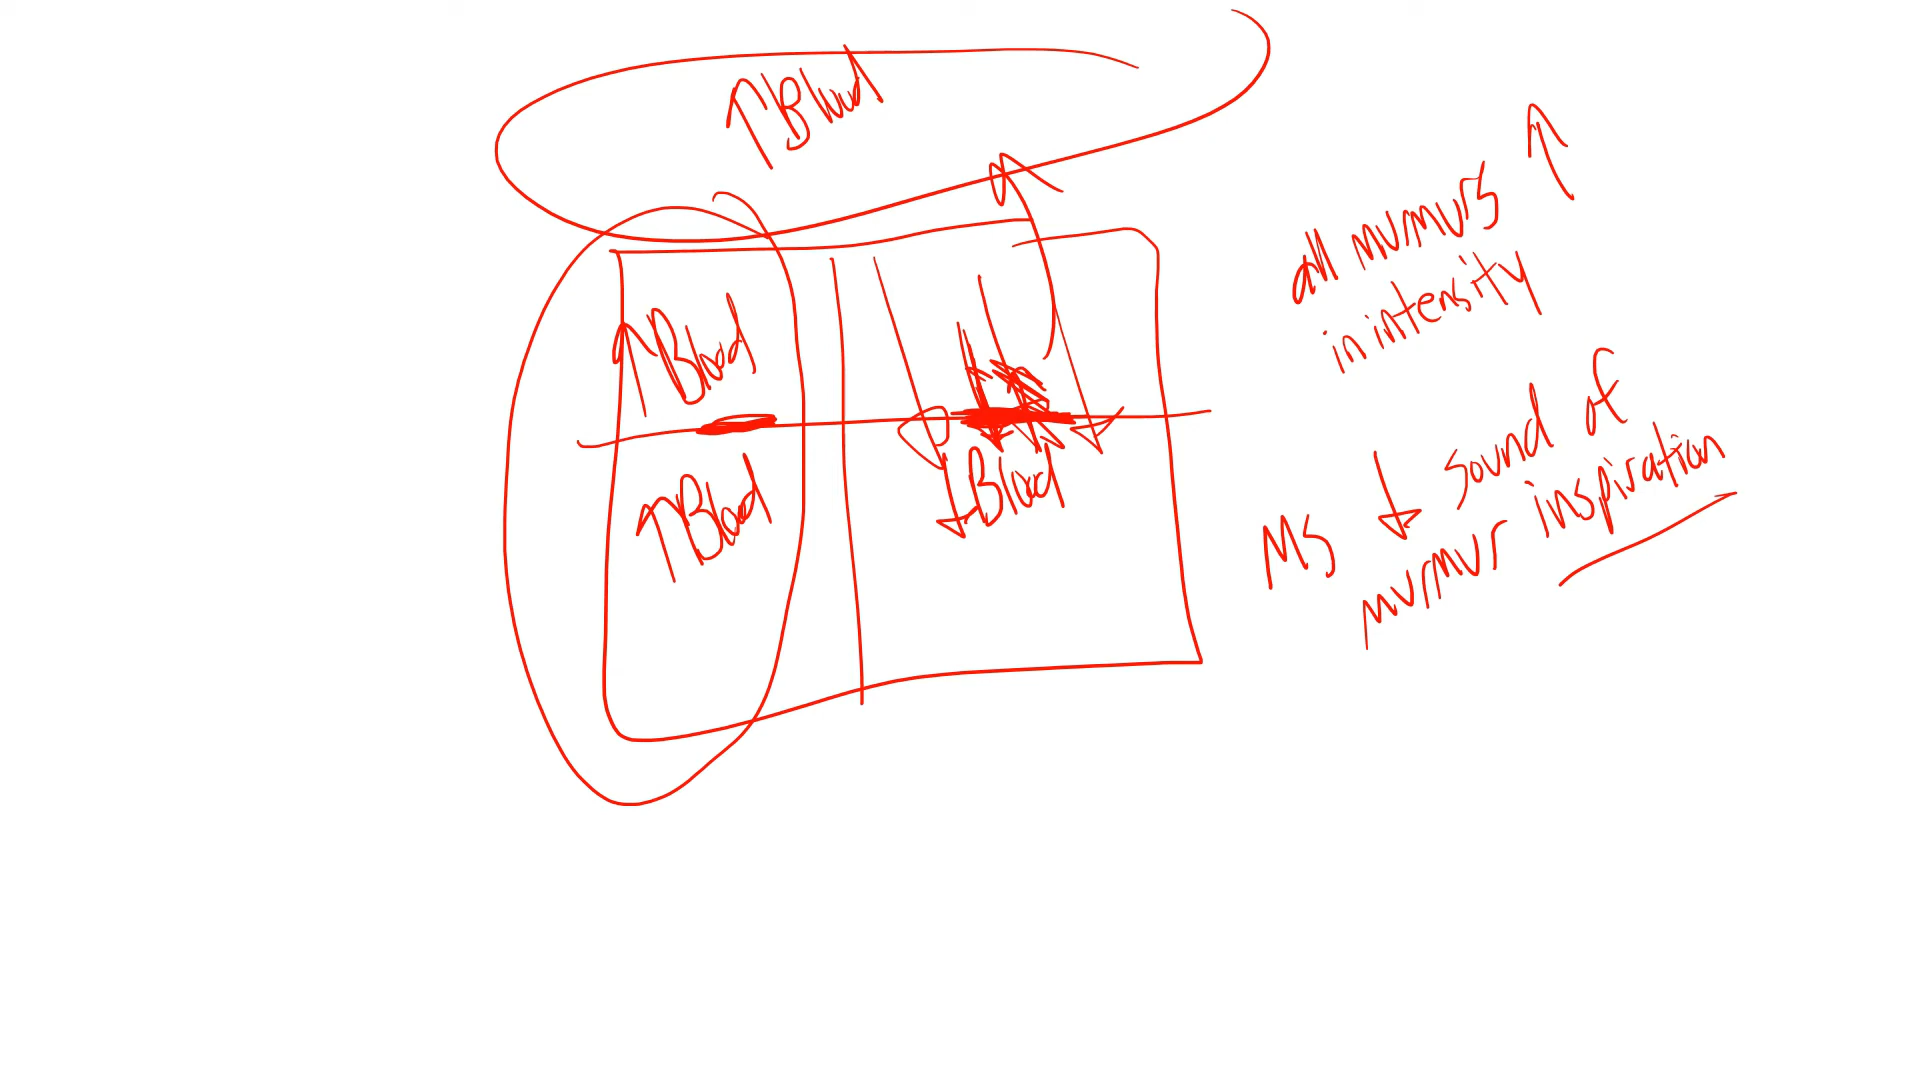 ↑Blood
↑Blood
↑Blood
↓Blood
all murmurs ↑
in intensity
MS ↓ sound of
murmur inspiration